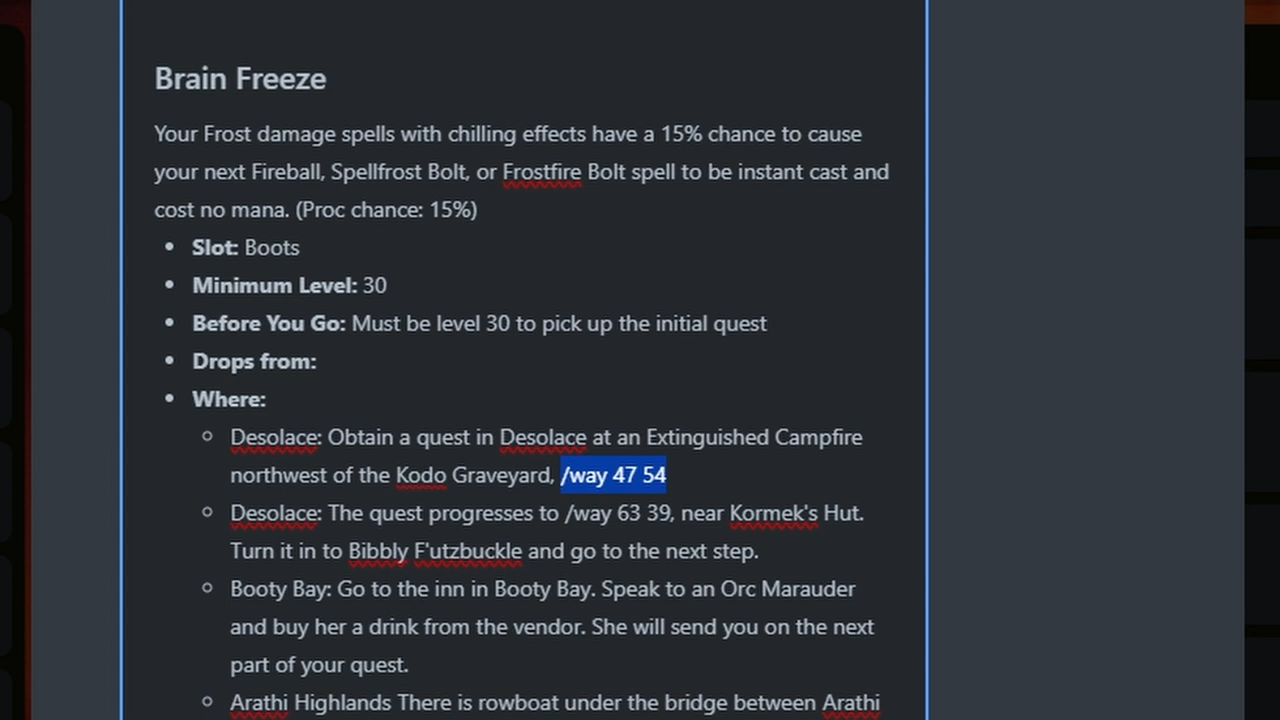 Brain Freeze
Your Frost damage spells with chilling effects have a 15% chance to cause
your next Fireball, Spellfrost Bolt, or Frostfire Bolt spell to be instant cast and
cost no mana. (Proc chance: 15%)
• Slot: Boots
• Minimum Level: 30
• Before You Go: Must be level 30 to pick up the initial quest
• Drops from:
• Where:
○ Desolace: Obtain a quest in Desolace at an Extinguished Campfire
northwest of the Kodo Graveyard, /way 47 54
○ Desolace: The quest progresses to /way 63 39, near Kormek's Hut.
Turn it in to Bibbly F'utzbuckle and go to the next step.
○ Booty Bay: Go to the inn in Booty Bay. Speak to an Orc Marauder
and buy her a drink from the vendor. She will send you on the next
part of your quest.
○ Arathi Highlands There is rowboat under the bridge between Arathi